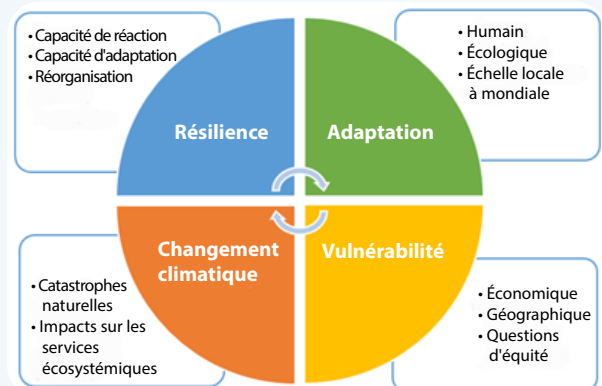 • Capacité de réaction
• Capacité d'adaptation
• Réorganisation
• Humain
• Écologique
• Échelle locale
à mondiale
Résilience
Adaptation
Changement
climatique
Vulnérabilité
• Catastrophes
naturelles
• Impacts sur les
services
écosystémiques
• Économique
• Géographique
• Questions
d'équité